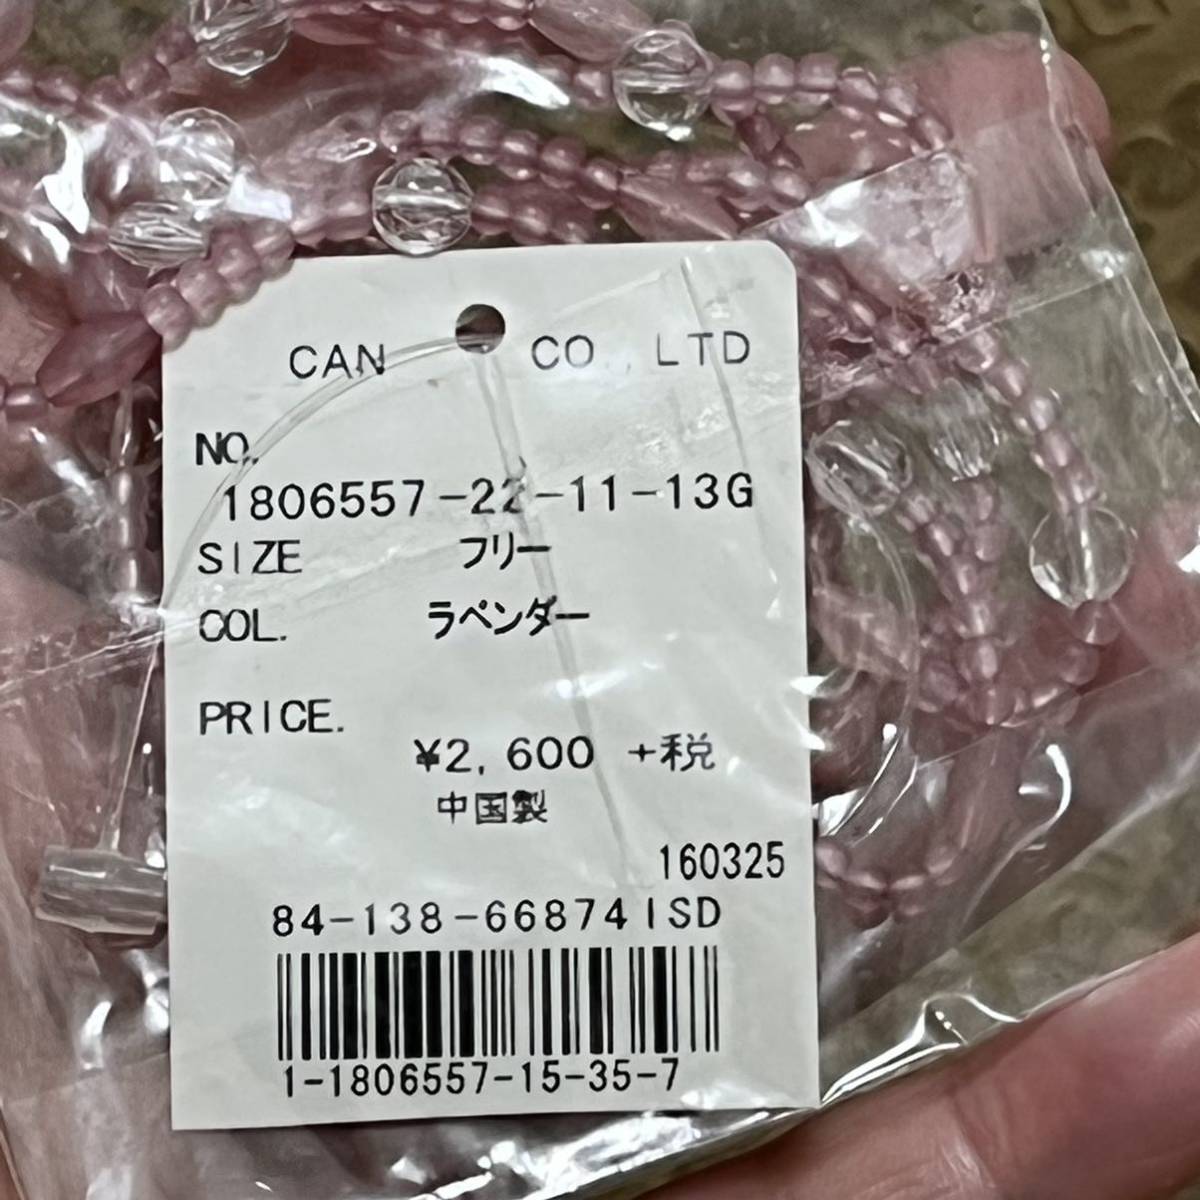 CAN CO., LTD
NO.
1806557-22-11-13G
SIZE フリー
COL. ラベンダー
PRICE.
¥2,600 +税
中国製
160325
84-138-66874ISD
1-1806557-15-35-7